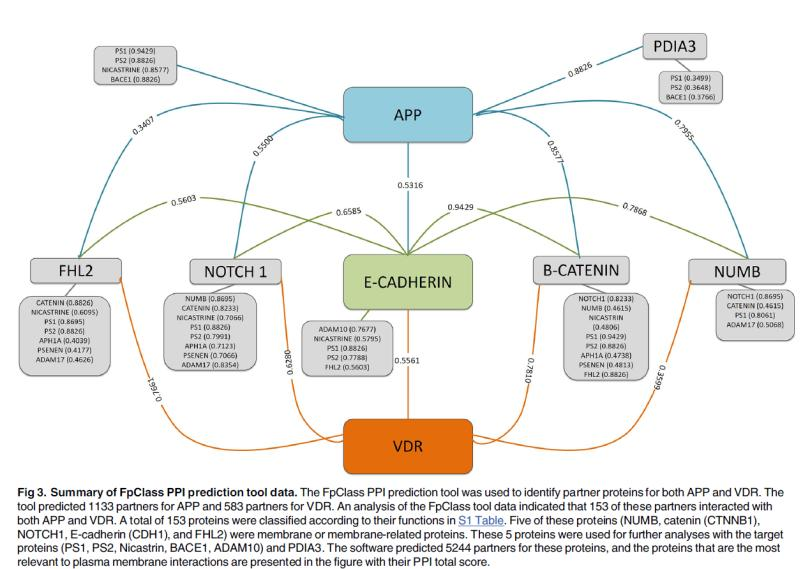 PS1 (0.9429)
PS2 (0.8826)
NICASTRINE (0.8577)
BACE1 (0.8826)
PDIA3
0.8826
PS1 (0.3499)
PS2 (0.3648)
BACE1 (0.3766)
APP
0.3407
0.5500
0.8577
0.7955
0.5316
0.5603
0.6585
0.9429
0.7868
FHL2
NOTCH 1
E-CADHERIN
B-CATENIN
NUMB
CATENIN (0.8826)
NICASTRINE (0.6095)
PS1 (0.8695)
PS2 (0.8826)
APH1A (0.4039)
PSENEN (0.4177)
ADAM17 (0.4626)
NUMB (0.8695)
CATENIN (0.8233)
NICASTRINE (0.7066)
PS1 (0.8826)
PS2 (0.7991)
APH1A (0.7123)
PSENEN (0.7066)
ADAM17 (0.8354)
ADAM10 (0.7677)
NICASTRINE (0.5795)
PS1 (0.8826)
PS2 (0.7788)
FHL2 (0.5603)
NOTCH1 (0.8233)
NUMB (0.4615)
NICASTRIN
(0.4806)
PS1 (0.9429)
PS2 (0.8826)
APH1A (0.4738)
PSENEN (0.4813)
FHL2 (0.8826)
NOTCH1 (0.8695)
CATENIN (0.4615)
PS1 (0.8061)
ADAM17 (0.5068)
0.7661
0.6830
0.5561
0.7810
0.3599
VDR
Fig 3. Summary of FpClass PPI prediction tool data. The FpClass PPI prediction tool was used to identify partner proteins for both APP and VDR. The
tool predicted 1133 partners for APP and 583 partners for VDR. An analysis of the FpClass tool data indicated that 153 of these partners interacted with
both APP and VDR. A total of 153 proteins were classified according to their functions in S1 Table. Five of these proteins (NUMB, catenin (CTNNB1),
NOTCH1, E-cadherin (CDH1), and FHL2) were membrane or membrane-related proteins. These 5 proteins were used for further analyses with the target
proteins (PS1, PS2, Nicastrin, BACE1, ADAM10) and PDIA3. The software predicted 5244 partners for these proteins, and the proteins that are the most
relevant to plasma membrane interactions are presented in the figure with their PPI total score.